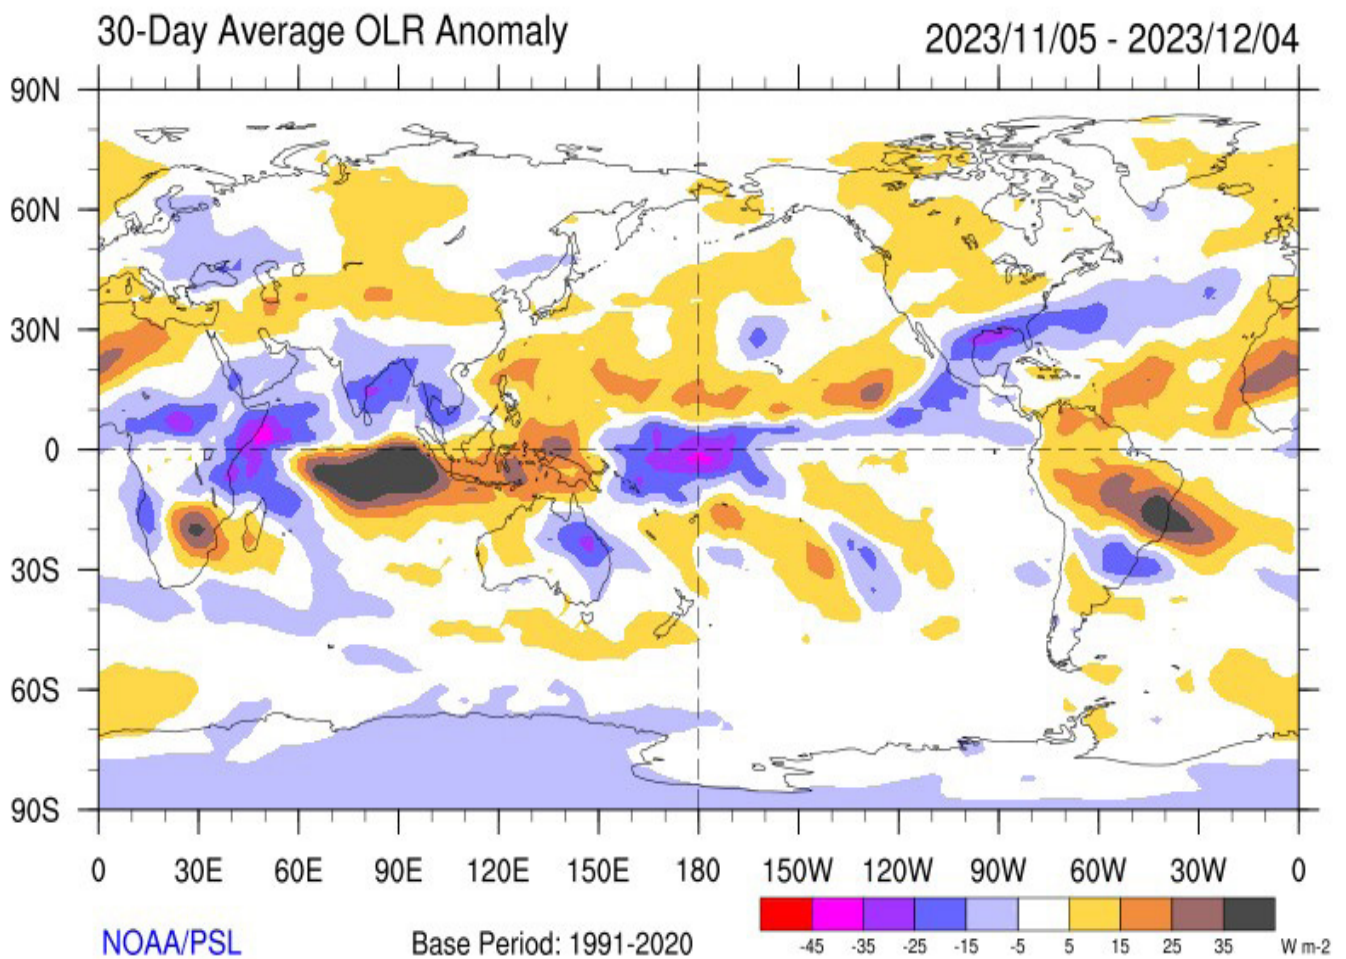 30-Day Average OLR Anomaly 2023/11/05 - 2023/12/04
90N
60N
30N
0
30S
60S
90S
0 30E 60E 90E 120E 150E 180 150W 120W 90W 60W 30W 0
-45 -35 -25 -15 -5 5 15 25 35 W m-2
NOAA/PSL Base Period: 1991-2020